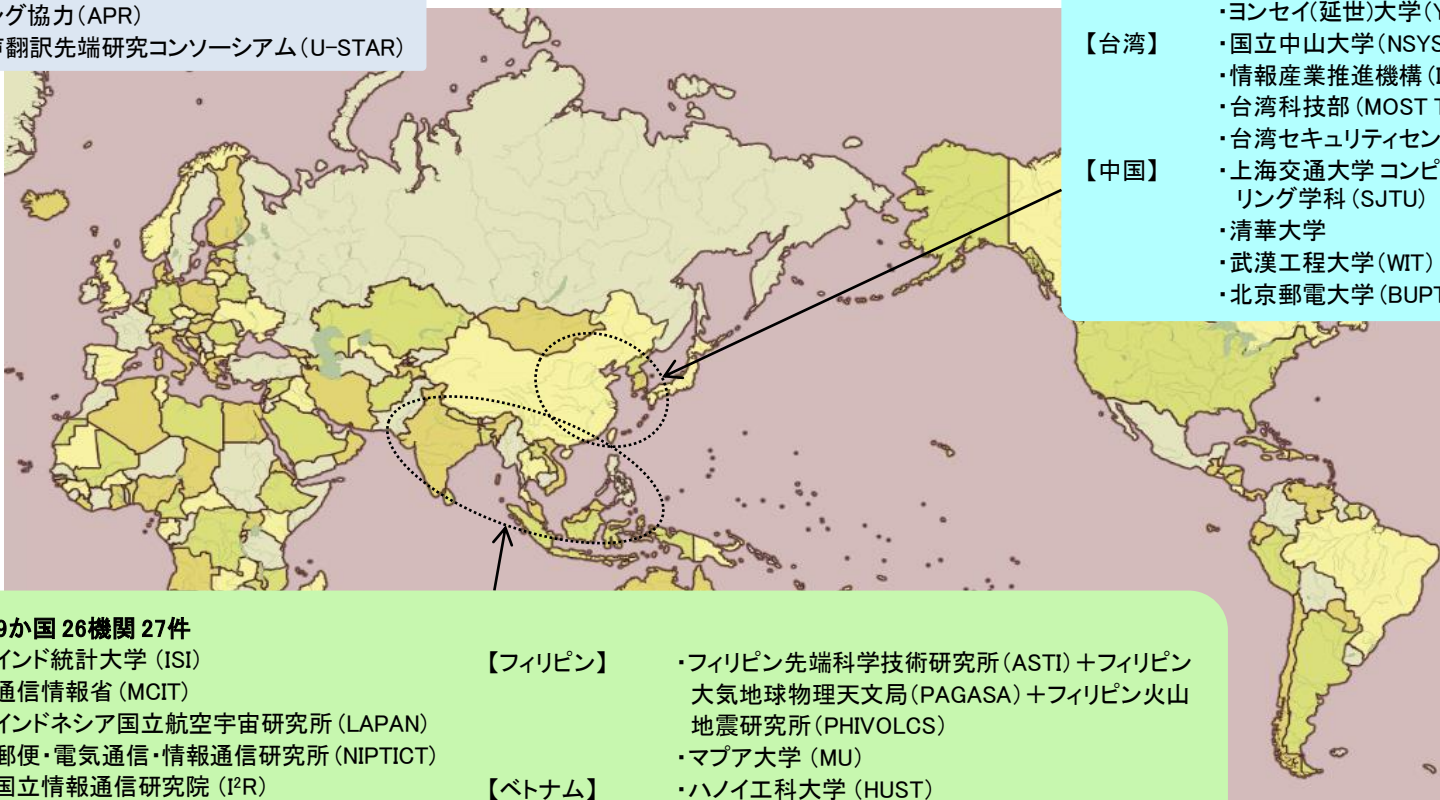 ング協力（APR）
翻訳先端研究コンソーシアム（U-STAR）
・ヨンセイ（延世）大学（Y
【台湾】 ・国立中山大学（NSYS
・情報産業推進機構（I
・台湾科技部（MOST T
・台湾セキュリティセン
【中国】 ・上海交通大学 コンピ
リング学科（SJTU）
・清華大学
・武漢工程大学（WIT）
・北京郵電大学（BUPT
9か国 26機関 27件
インド統計大学 （ISI）
通信情報省（MCIT）
インドネシア国立航空宇宙研究所（LAPAN）
郵便・電気通信・情報通信研究所（NIPTICT）
国立情報通信研究院 （I²R）
【フィリピン】 ・フィリピン先端科学技術研究所（ASTI）＋フィリピン
大気地球物理天文局（PAGASA）＋フィリピン火山
地震研究所（PHIVOLCS）
・マプア大学 （MU）
【ベトナム】 ・ハノイ工科大学 （HUST）